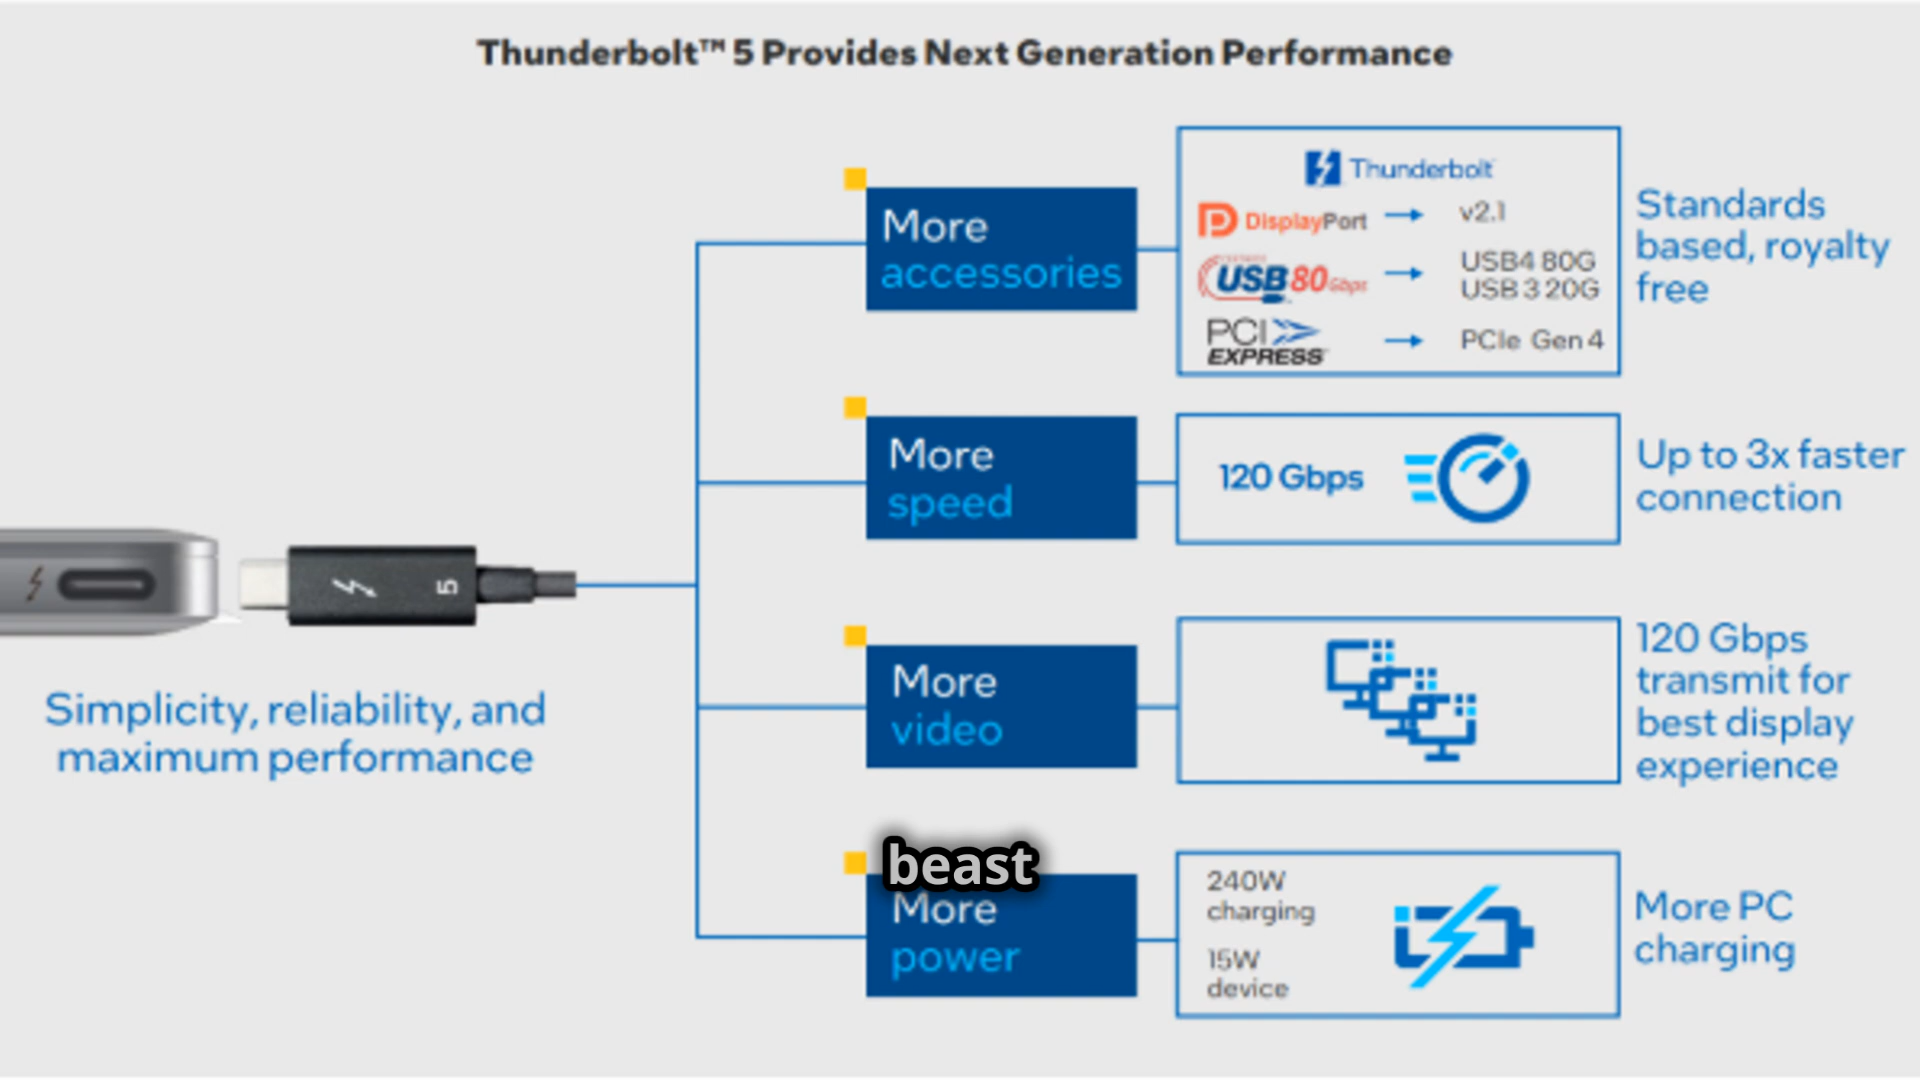 Thunderbolt™ 5 Provides Next Generation Performance
More
accessories
Thunderbolt
DisplayPort → v2.1
USB 80Gbps → USB4 80G
USB 3 20G
PCI EXPRESS → PCIe Gen 4
Standards
based, royalty
free
More
speed
120 Gbps
Up to 3x faster
connection
5
Simplicity, reliability, and
maximum performance
More
video
120 Gbps
transmit for
best display
experience
beast
More
power
240W
charging
15W
device
More PC
charging